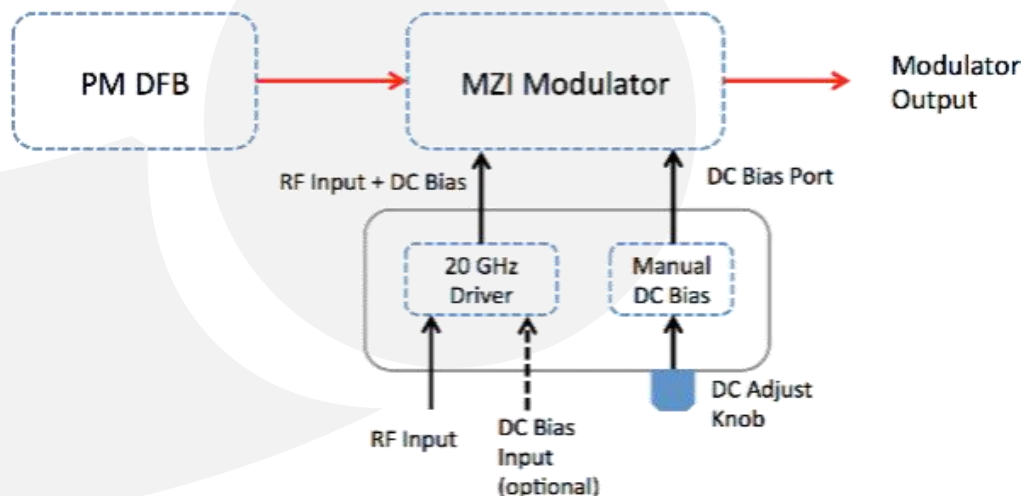 PM DFB
MZI Modulator
Modulator
Output
RF Input + DC Bias
DC Bias Port
20 GHz
Driver
Manual
DC Bias
RF Input
DC Bias
Input
(optional)
DC Adjust
Knob